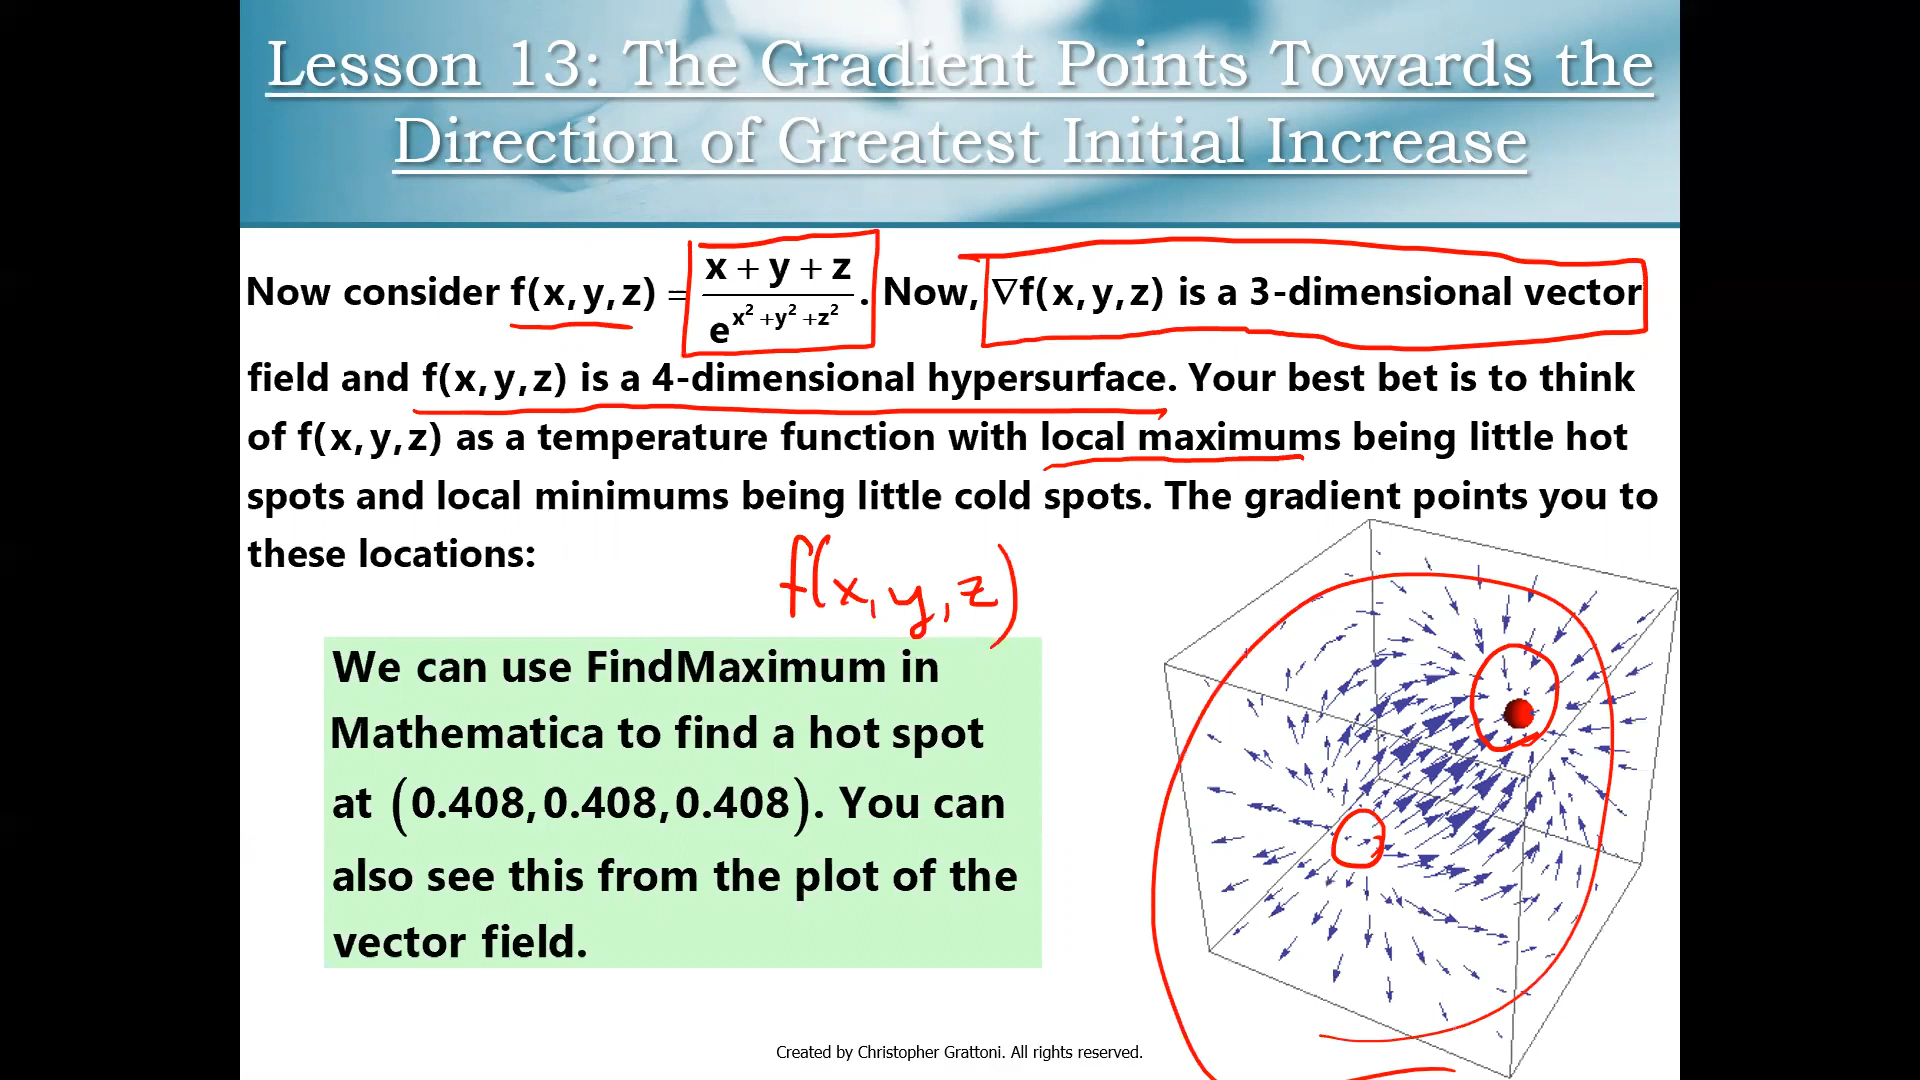 Lesson 13: The Gradient Points Towards the
Direction of Greatest Initial Increase
Now consider f(x,y,z) = \frac{x+y+z}{e^{x^2+y^2+z^2}}. Now, ∇f(x,y,z) is a 3-dimensional vector
field and f(x,y,z) is a 4-dimensional hypersurface. Your best bet is to think
of f(x,y,z) as a temperature function with local maximums being little hot
spots and local minimums being little cold spots. The gradient points you to
these locations:
f(x,y,z)
We can use FindMaximum in
Mathematica to find a hot spot
at (0.408,0.408,0.408). You can
also see this from the plot of the
vector field.
Created by Christopher Grattoni. All rights reserved.